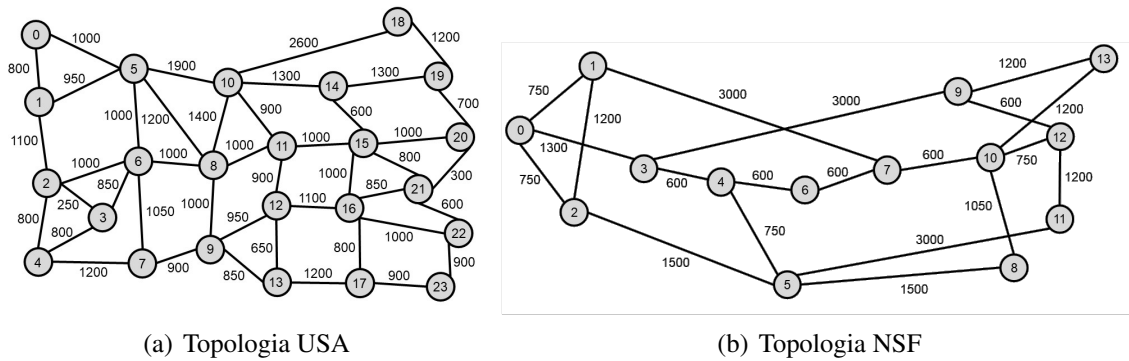 0 1000 18 1200
800 5 1900 2600 10 1300 14 1300 19
1 950 700
1000 1200 1400 900 600
1100 1000 6 1000 8 1000 11 1000 15 1000 20
2 850 800 300
250 900 1000 850 21
800 3 1050 1000 12 1100 16 600
800 950 1000 22
4 1200 7 900 9 650 800 900
850 13 1200 17 900 23
(a) Topologia USA
1 1200 13
750 3000 3000 9 600 1200
0 1300 1200 12
750 3 600 4 600 6 600 7 600 10 750
2 750 1050 1200
1500 3000 11
5 1500 8
(b) Topologia NSF